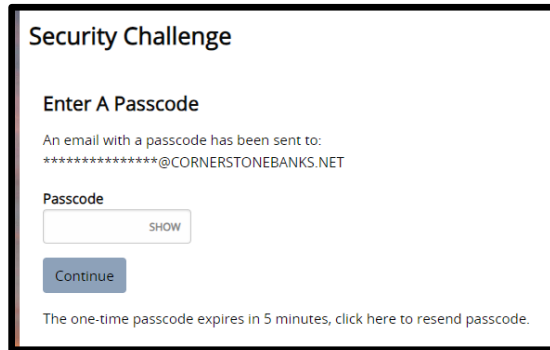 Security Challenge
Enter A Passcode
An email with a passcode has been sent to:
***************@CORNERSTONEBANKS.NET
Passcode
SHOW
Continue
The one-time passcode expires in 5 minutes, click here to resend passcode.